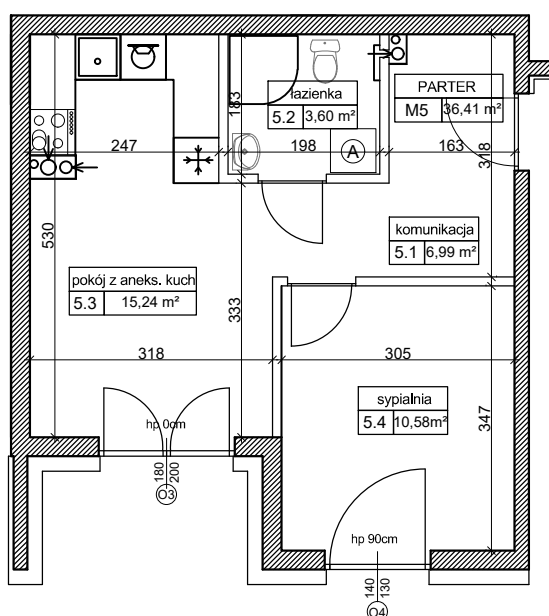 PARTER
M5 36,41 m²
łazienka
5.2 3,60 m²
183
A
247
198
163
318
530
komunikacja
5.1 6,99 m²
pokój z aneks. kuch
5.3 15,24 m²
333
318
305
sypialnia
5.4 10,58m²
347
hp 0cm
180
200
O3
hp 90cm
140
130
O4